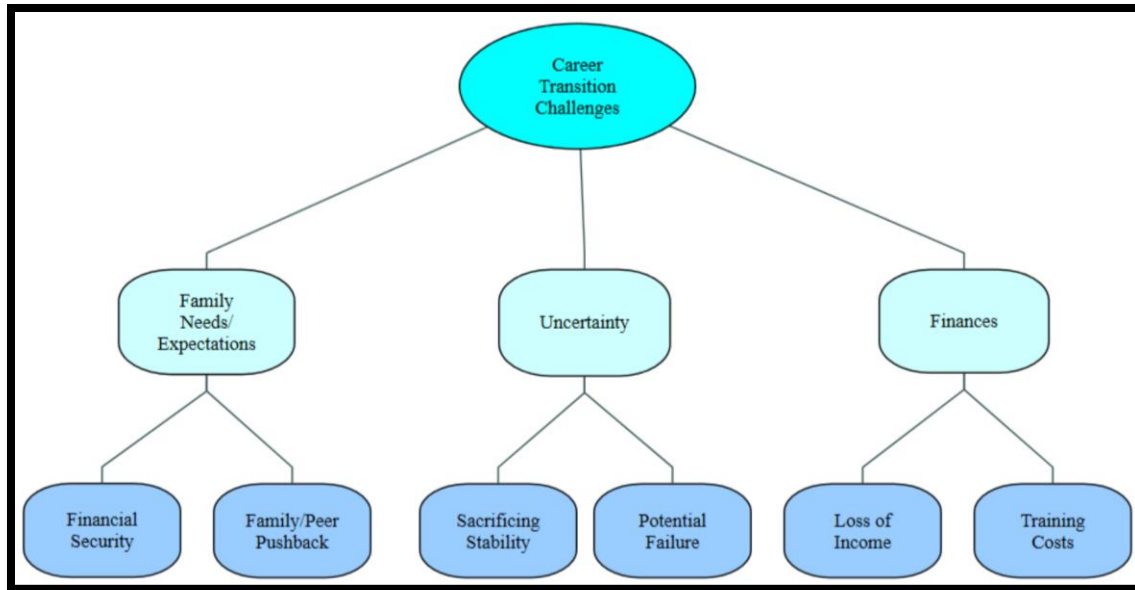 Career
Transition
Challenges
Family
Needs/
Expectations
Uncertainty
Finances
Financial
Security
Family/Peer
Pushback
Sacrificing
Stability
Potential
Failure
Loss of
Income
Training
Costs